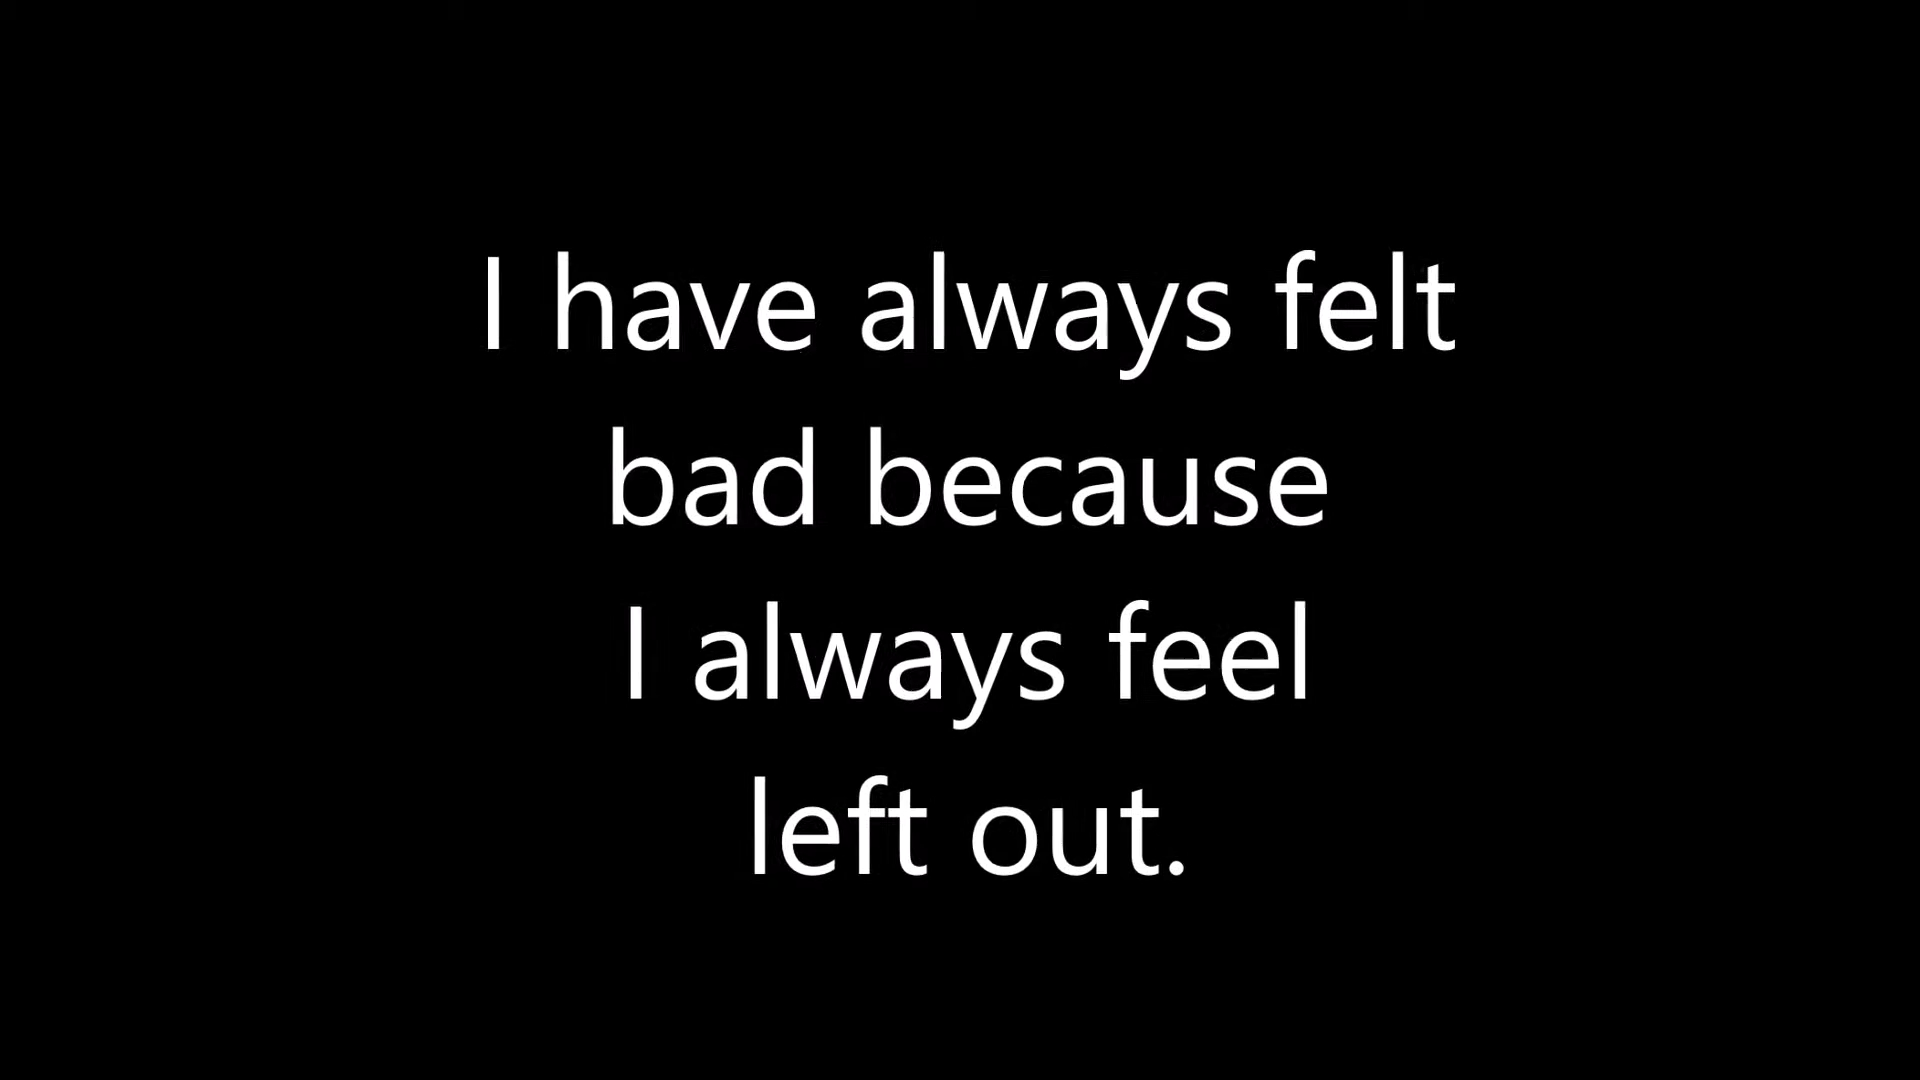 I have always felt
bad because
I always feel
left out.